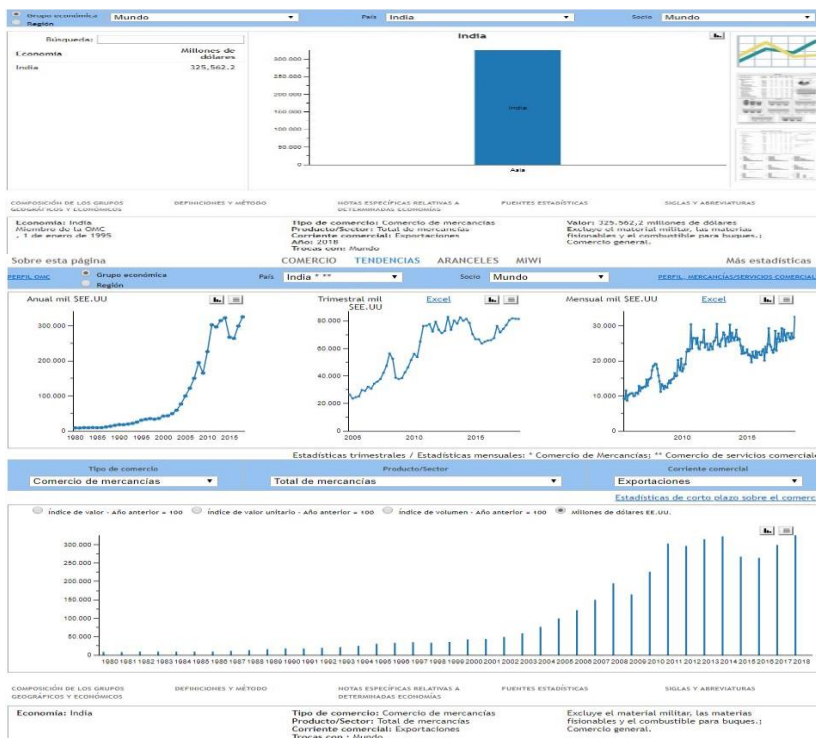 Grupo económica Mundo País India Socio Mundo
Región
Búsqueda:
Economía Millones de dólares
India 325,562.2
India
300.000
250.000
200.000
150.000
100.000
50.000
0
India
Asia
COMPOSICIÓN DE LOS GRUPOS GEOGRÁFICOS Y ECONÓMICOS
DEFINICIONES Y MÉTODO
NOTAS ESPECÍFICAS RELATIVAS A DETERMINADAS ECONOMÍAS
FUENTES ESTADÍSTICAS
SIGLAS Y ABREVIATURAS
Economía: India
Miembro de la OMC
, 1 de enero de 1995
Tipo de comercio: Comercio de mercancías
Producto/Sector: Total de mercancías
Corriente comercial: Exportaciones
Año: 2018
Trocas con: Mundo
Valor: 325.562,2 millones de dólares
Excluye el material militar, las materias
fisionables y el combustible para buques.;
Comercio general.
Sobre esta página COMERCIO TENDENCIAS ARANCELES MIWI Más estadísticas
PERFIL OMC Grupo económica País India * ** Socio Mundo PERFIL MERCANCÍAS/SERVICIOS COMERCIAL
Región
Anual mil $EE.UU
300.000
200.000
100.000
0
1980 1985 1990 1995 2000 2005 2010 2015
Trimestral mil $EE.UU Excel
80.000
60.000
40.000
20.000
0
2005 2010 2015
Mensual mil $EE.UU Excel
30.000
20.000
10.000
0
2010 2015
Estadísticas trimestrales / Estadísticas mensuales: * Comercio de Mercancías; ** Comercio de servicios comerciale
Tipo de comercio Producto/Sector Corriente comercial
Comercio de mercancías Total de mercancías Exportaciones
Estadísticas de corto plazo sobre el comerc
Índice de valor - Año anterior = 100 Índice de valor unitario - Año anterior = 100 Índice de volumen - Año anterior = 100 Millones de dólares EE.UU.
300.000
250.000
200.000
150.000
100.000
50.000
0
1980 1981 1982 1983 1984 1985 1986 1987 1988 1989 1990 1991 1992 1993 1994 1995 1996 1997 1998 1999 2000 2001 2002 2003 2004 2005 2006 2007 2008 2009 2010 2011 2012 2013 2014 2015 2016 2017 2018
COMPOSICIÓN DE LOS GRUPOS GEOGRÁFICOS Y ECONÓMICOS
DEFINICIONES Y MÉTODO
NOTAS ESPECÍFICAS RELATIVAS A DETERMINADAS ECONOMÍAS
FUENTES ESTADÍSTICAS
SIGLAS Y ABREVIATURAS
Economía: India
Tipo de comercio: Comercio de mercancías
Producto/Sector: Total de mercancías
Corriente comercial: Exportaciones
Trocas con : Mundo
Excluye el material militar, las materias
fisionables y el combustible para buques.;
Comercio general.